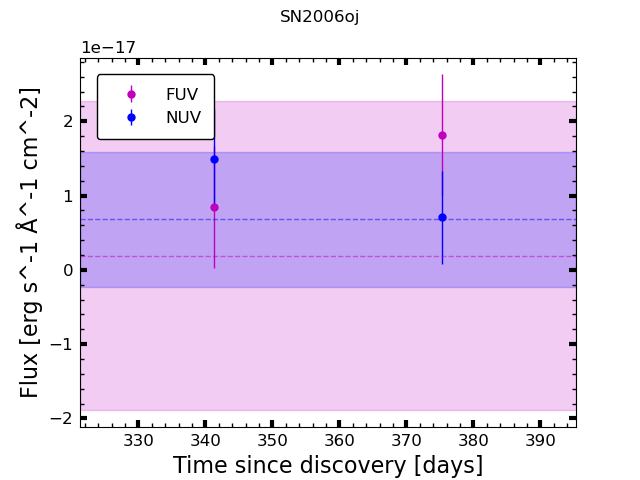 SN2006oj
1e−17
FUV
NUV
2
1
0
−1
−2
Flux [erg s^-1 Å^-1 cm^-2]
330 340 350 360 370 380 390
Time since discovery [days]